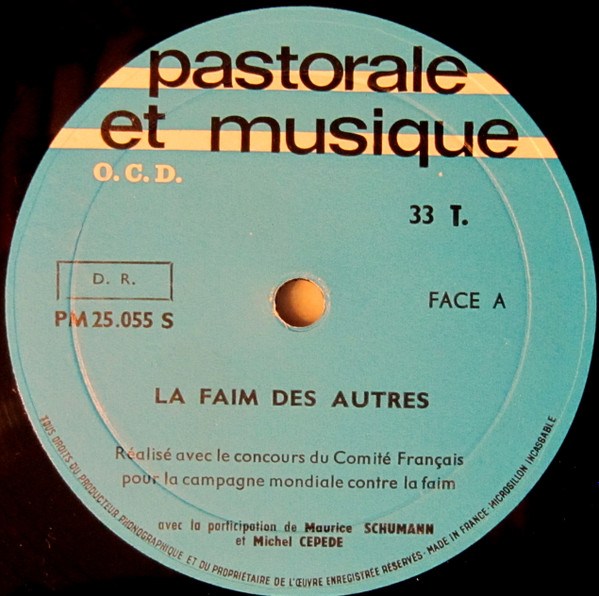 pastorale
et musique
O. C. D.
33 T.
D. R.
PM 25.055 S
FACE A
LA FAIM DES AUTRES
Réalisé avec le concours du Comité Français
pour la campagne mondiale contre la faim
avec la participation de Maurice SCHUMANN
et Michel CEPEDE
TOUS DROITS DU PRODUCTEUR PHONOGRAPHIQUE ET DU PROPRIÉTAIRE DE L'ŒUVRE ENREGISTRÉE RÉSERVÉS - MADE IN FRANCE - MICROSILLON INCASSABLE